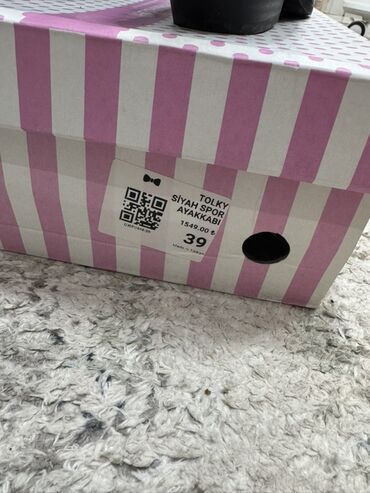 TOLKY
SİYAH SPOR
AYAKKABI
1549.00 ₺
39